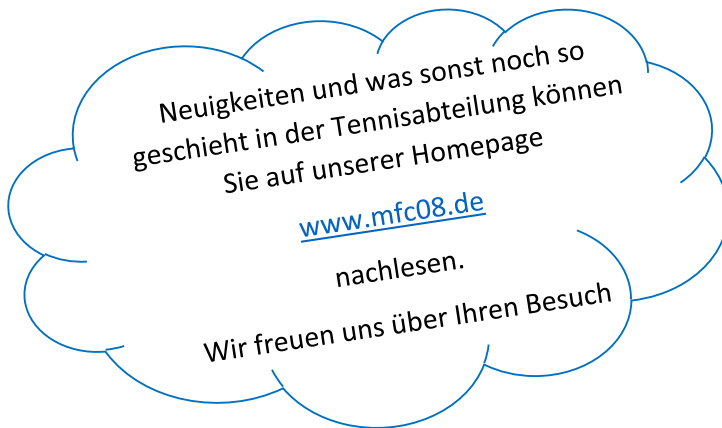 Neuigkeiten und was sonst noch so
geschieht in der Tennisabteilung können
Sie auf unserer Homepage
www.mfc08.de
nachlesen.
Wir freuen uns über Ihren Besuch